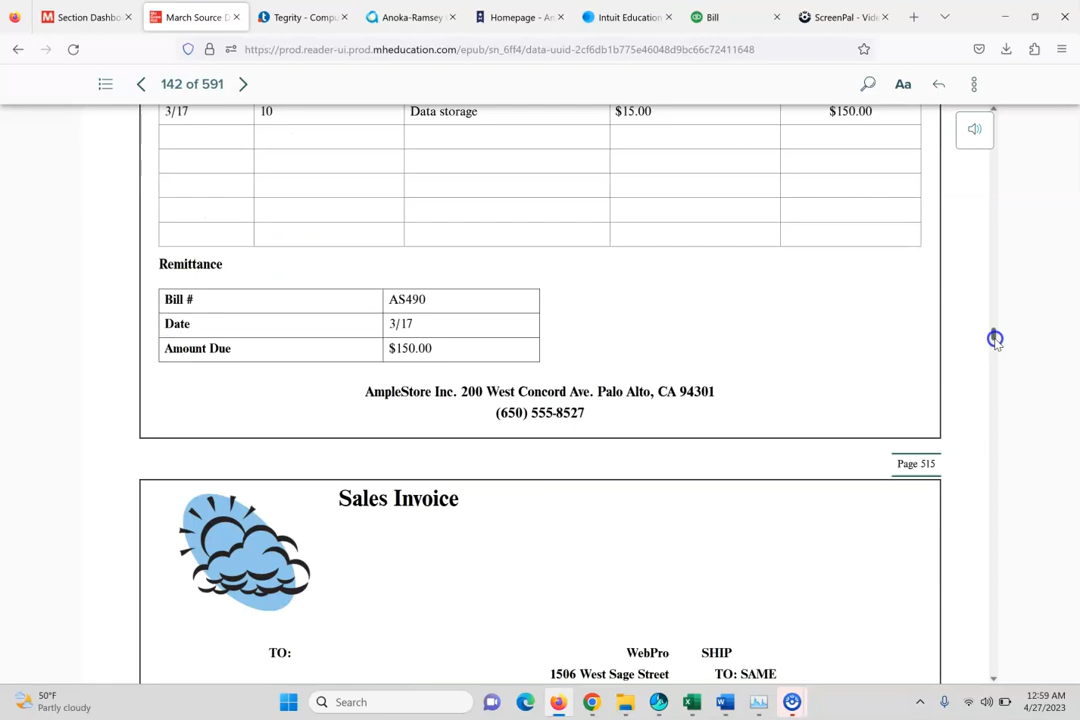 Section Dashbo
March Source D
Tegrity - Compu
Anoka-Ramsey
Homepage - An
Intuit Education
Bill
ScreenPal - Vide
https://prod.reader-ui.prod.mheducation.com/epub/sn_6ff4/data-uuid-2cf6db1b775e46048d9bc66c72411648
142 of 591
Aa
3/17 10 Data storage $15.00 $150.00
Remittance
Bill # AS490
Date 3/17
Amount Due $150.00
AmpleStore Inc. 200 West Concord Ave. Palo Alto, CA 94301
(650) 555-8527
Page 515
Sales Invoice
TO: WebPro SHIP
1506 West Sage Street TO: SAME
50°F
Partly cloudy
Search
12:59 AM
4/27/2023